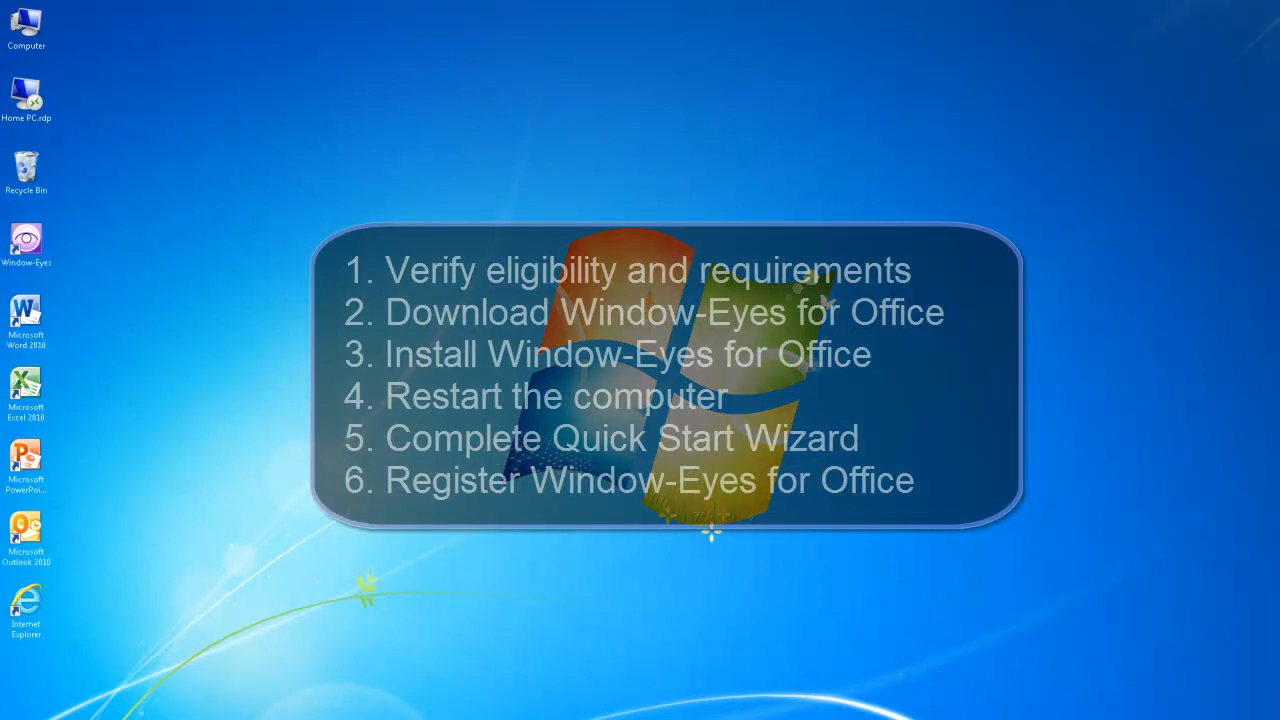 Computer
Home PC.rdp
Recycle Bin
Window-Eyes
Microsoft
Word 2010
Microsoft
Excel 2010
Microsoft
PowerPoi...
Microsoft
Outlook 2010
Internet
Explorer
1. Verify eligibility and requirements
2. Download Window-Eyes for Office
3. Install Window-Eyes for Office
4. Restart the computer
5. Complete Quick Start Wizard
6. Register Window-Eyes for Office